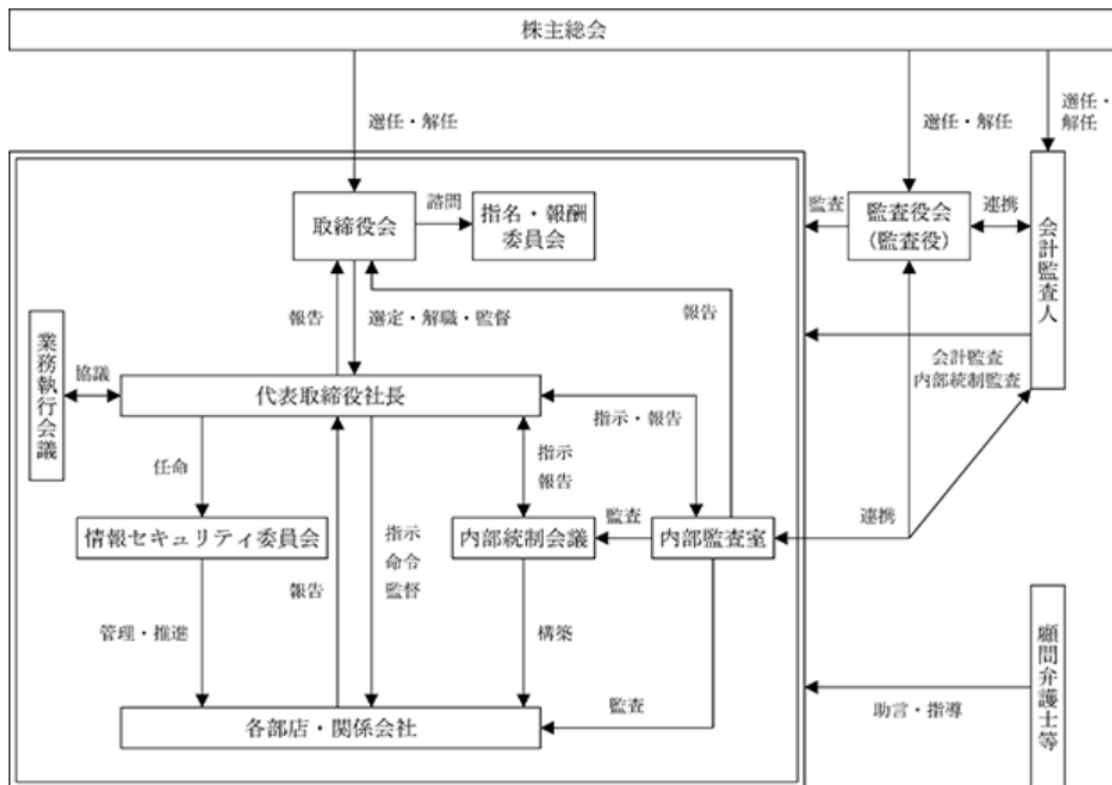 株主総会
選任・解任
選任・解任
選任・
解任
取締役会
諮問
指名・報酬
委員会
監査
監査役会
(監査役)
連携
会計監査人
報告
選定・解職・監督
報告
会計監査
内部統制監査
業務執行会議
協議
代表取締役社長
指示・報告
任命
指示
報告
情報セキュリティ委員会
指示
命令
監督
内部統制会議
監査
内部監査室
連携
報告
管理・推進
構築
監査
各部店・関係会社
顧問弁護士等
助言・指導